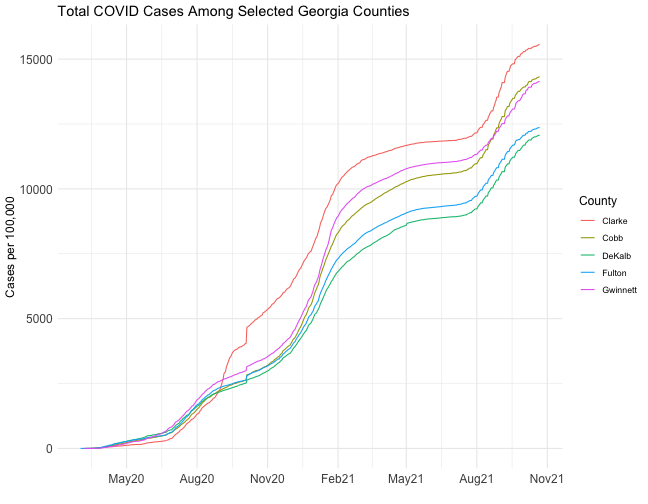 Total COVID Cases Among Selected Georgia Counties
Cases per 100,000
15000
10000
5000
0
May20 Aug20 Nov20 Feb21 May21 Aug21 Nov21
County
Clarke
Cobb
DeKalb
Fulton
Gwinnett